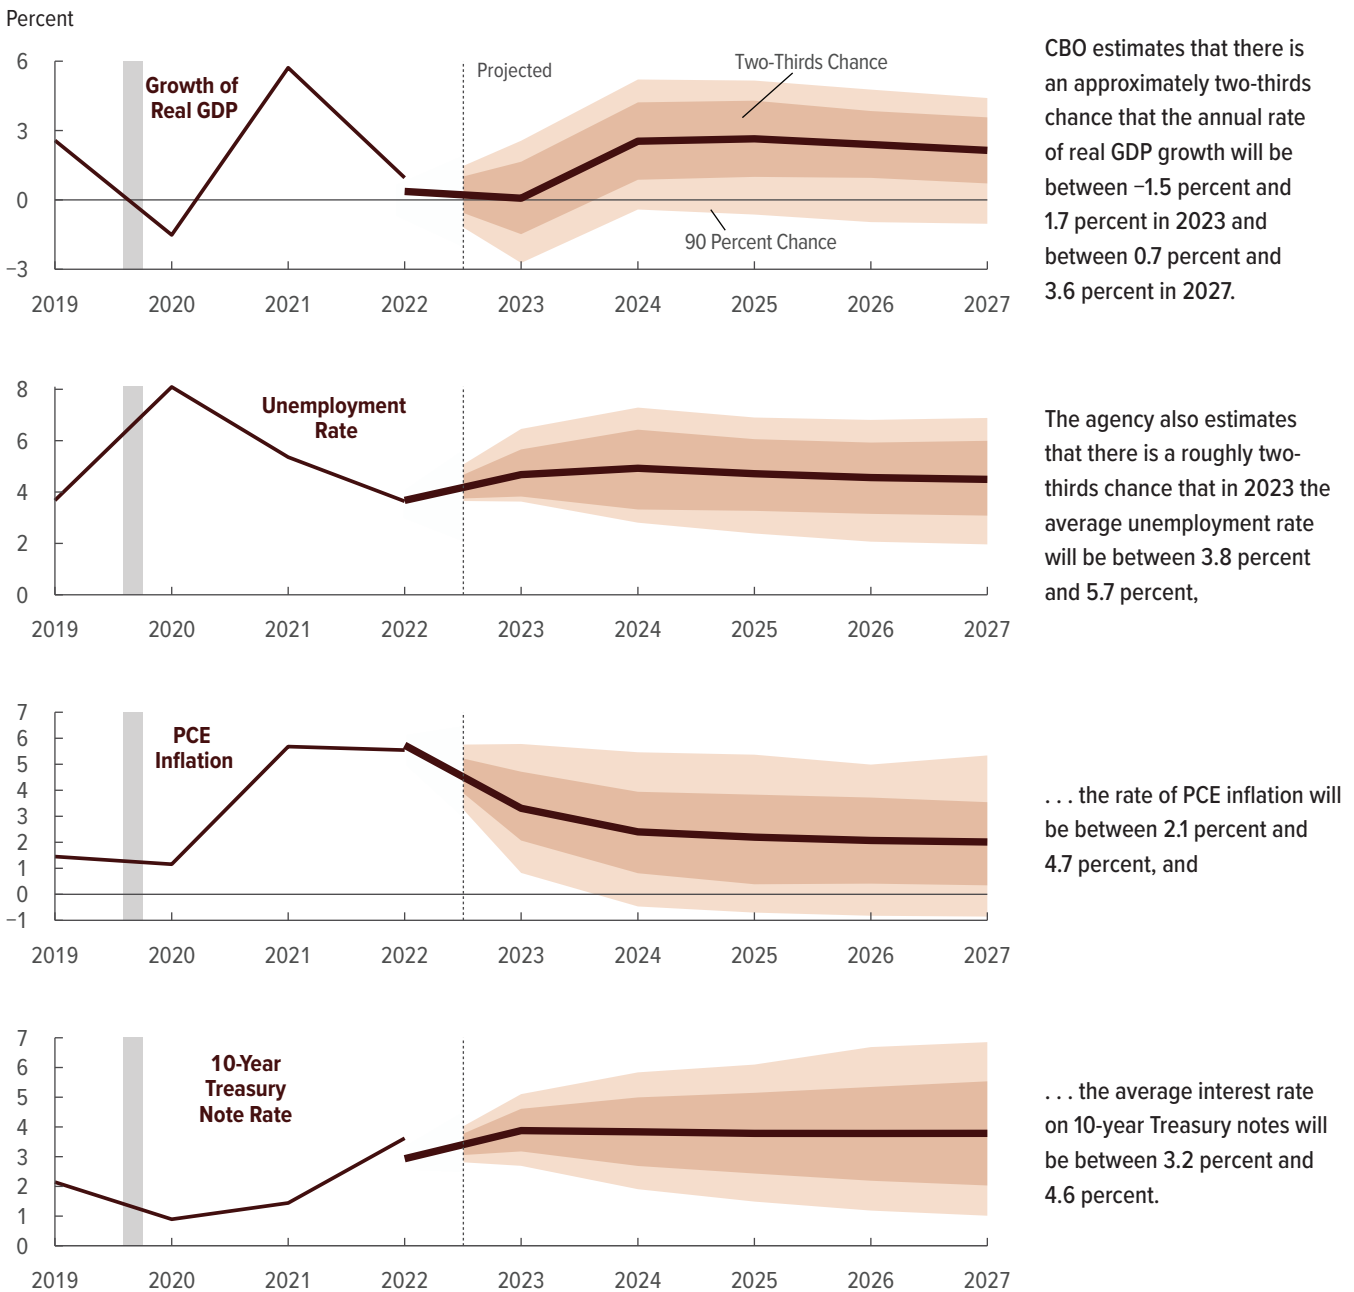 Percent
6
3
0
−3
Growth of
Real GDP
Projected
Two-Thirds Chance
90 Percent Chance
2019 2020 2021 2022 2023 2024 2025 2026 2027
CBO estimates that there is
an approximately two-thirds
chance that the annual rate
of real GDP growth will be
between −1.5 percent and
1.7 percent in 2023 and
between 0.7 percent and
3.6 percent in 2027.
8
6
4
2
0
Unemployment
Rate
2019 2020 2021 2022 2023 2024 2025 2026 2027
The agency also estimates
that there is a roughly two-
thirds chance that in 2023 the
average unemployment rate
will be between 3.8 percent
and 5.7 percent,
7
6
5
4
3
2
1
0
−1
PCE
Inflation
2019 2020 2021 2022 2023 2024 2025 2026 2027
. . . the rate of PCE inflation will
be between 2.1 percent and
4.7 percent, and
7
6
5
4
3
2
1
0
10-Year
Treasury
Note Rate
2019 2020 2021 2022 2023 2024 2025 2026 2027
. . . the average interest rate
on 10-year Treasury notes will
be between 3.2 percent and
4.6 percent.